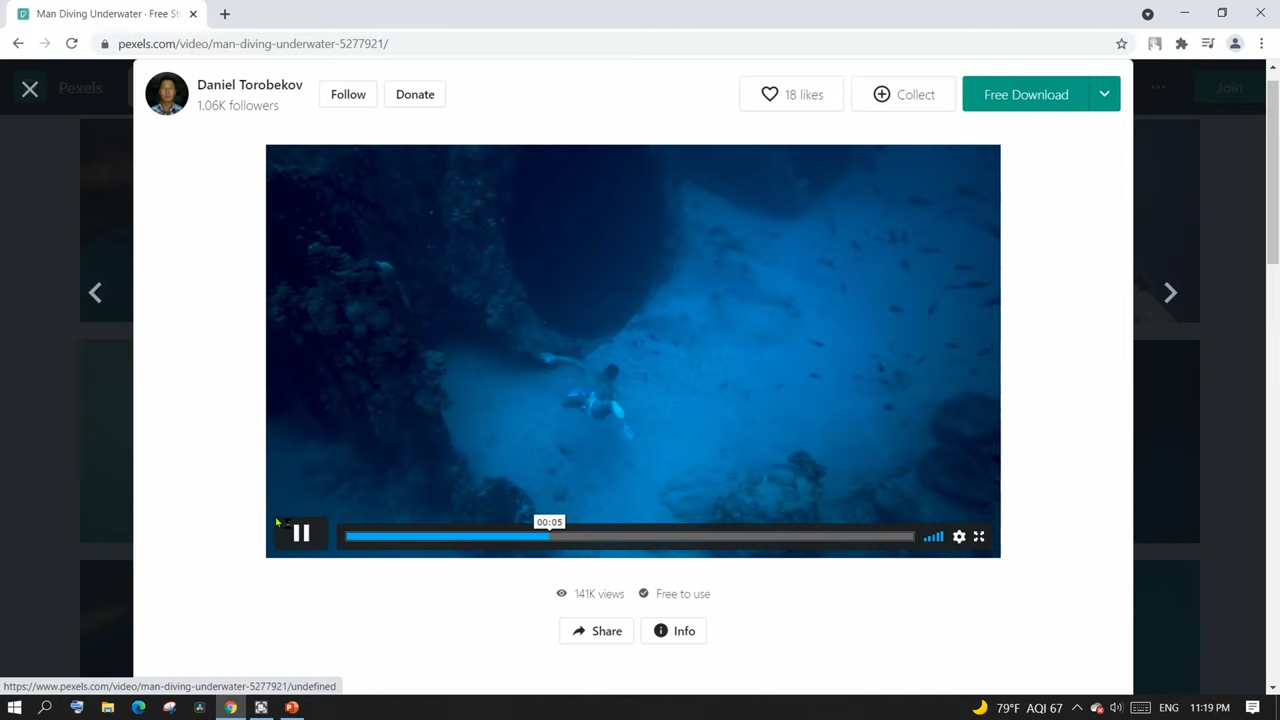 Man Diving Underwater · Free St
pexels.com/video/man-diving-underwater-5277921/
Pexels
Join
Daniel Torobekov
1.06K followers
Follow
Donate
18 likes
Collect
Free Download
00:05
141K views
Free to use
Share
Info
https://www.pexels.com/video/man-diving-underwater-5277921/undefined
79°F AQI 67
ENG
11:19 PM